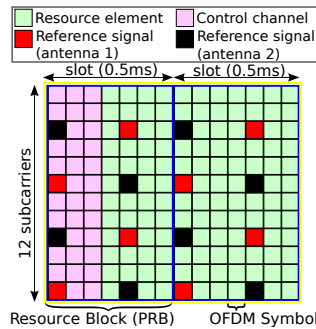 Resource element
Control channel
Reference signal
(antenna 1)
Reference signal
(antenna 2)
slot (0.5ms)
slot (0.5ms)
12 subcarriers
Resource Block (PRB)
OFDM Symbol